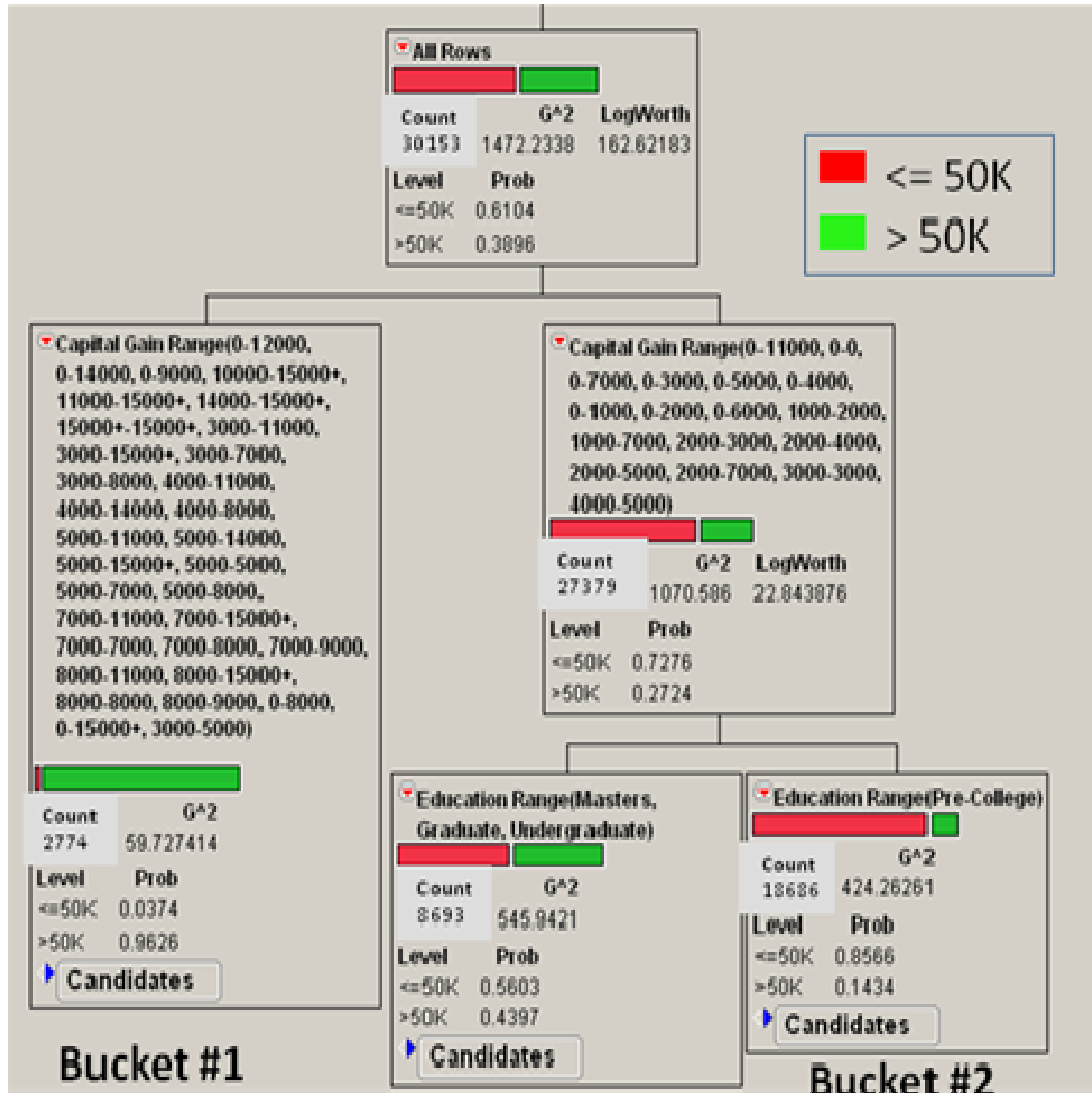 All Rows
Count G^2 LogWorth
30153 1472.2338 162.62183
Level Prob
<=50K 0.6104
>50K 0.3896
<= 50K
> 50K
Capital Gain Range(0-12000,
0-14000, 0-9000, 10000-15000+,
11000-15000+, 14000-15000+,
15000+-15000+, 3000-11000,
3000-15000+, 3000-7000,
3000-8000, 4000-11000,
4000-14000, 4000-8000,
5000-11000, 5000-14000,
5000-15000+, 5000-5000,
5000-7000, 5000-8000,
7000-11000, 7000-15000+,
7000-7000, 7000-8000, 7000-9000,
8000-11000, 8000-15000+,
8000-8000, 8000-9000, 0-8000,
0-15000+, 3000-5000)
Count G^2
2774 59.727414
Level Prob
<=50K 0.0374
>50K 0.9626
Candidates
Bucket #1
Capital Gain Range(0-11000, 0-0,
0-7000, 0-3000, 0-5000, 0-4000,
0-1000, 0-2000, 0-6000, 1000-2000,
1000-7000, 2000-3000, 2000-4000,
2000-5000, 2000-7000, 3000-3000,
4000-5000)
Count G^2 LogWorth
27379 1070.586 22.843876
Level Prob
<=50K 0.7276
>50K 0.2724
Education Range(Masters,
Graduate, Undergraduate)
Count G^2
8693 545.9421
Level Prob
<=50K 0.5603
>50K 0.4397
Candidates
Education Range(Pre-College)
Count G^2
18686 424.26261
Level Prob
<=50K 0.8566
>50K 0.1434
Candidates
Bucket #2